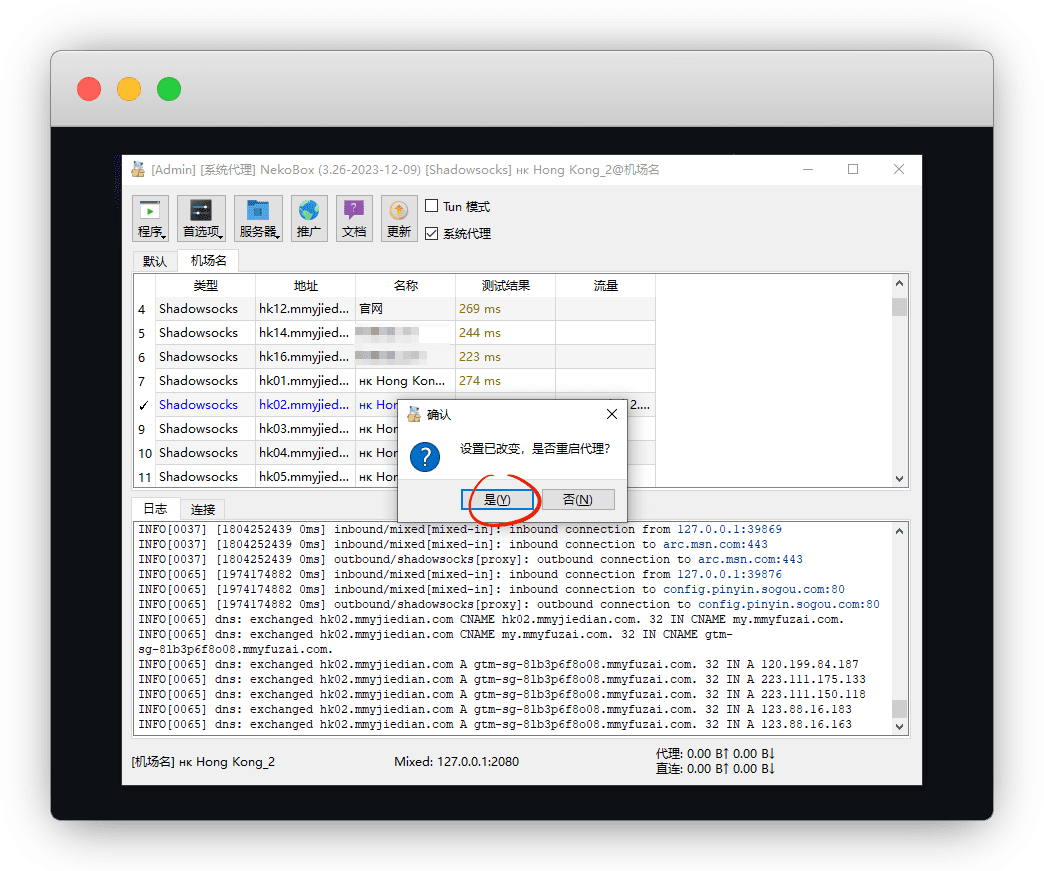 [Admin] [系统代理] NekoBox (3.26-2023-12-09) [Shadowsocks] нк Hong Kong_2@机场名
程序 首选项 服务器 推广 文档 更新
Tun 模式
系统代理
默认 机场名
类型 地址 名称 测试结果 流量
4 Shadowsocks hk12.mmyjied... 官网 269 ms
5 Shadowsocks hk14.mmyjied... 244 ms
6 Shadowsocks hk16.mmyjied... 223 ms
7 Shadowsocks hk01.mmyjied... нк Hong Kon... 274 ms
✓ Shadowsocks hk02.mmyjied... нк Hon 2....
9 Shadowsocks hk03.mmyjied... нк Hon
10 Shadowsocks hk04.mmyjied... нк Hon
11 Shadowsocks hk05.mmyjied... нк Hon
确认
设置已改变，是否重启代理?
是(Y) 否(N)
日志 连接
INFO[0037] [1804252439 0ms] inbound/mixed[mixed-in]: inbound connection from 127.0.0.1:39869
INFO[0037] [1804252439 0ms] inbound/mixed[mixed-in]: inbound connection to arc.msn.com:443
INFO[0037] [1804252439 0ms] outbound/shadowsocks[proxy]: outbound connection to arc.msn.com:443
INFO[0065] [1974174882 0ms] inbound/mixed[mixed-in]: inbound connection from 127.0.0.1:39876
INFO[0065] [1974174882 0ms] inbound/mixed[mixed-in]: inbound connection to config.pinyin.sogou.com:80
INFO[0065] [1974174882 0ms] outbound/shadowsocks[proxy]: outbound connection to config.pinyin.sogou.com:80
INFO[0065] dns: exchanged hk02.mmyjiedian.com CNAME hk02.mmyjiedian.com. 32 IN CNAME my.mmyfuzai.com.
INFO[0065] dns: exchanged hk02.mmyjiedian.com CNAME my.mmyfuzai.com. 32 IN CNAME gtm-
sg-8lb3p6f8o08.mmyfuzai.com.
INFO[0065] dns: exchanged hk02.mmyjiedian.com A gtm-sg-8lb3p6f8o08.mmyfuzai.com. 32 IN A 120.199.84.187
INFO[0065] dns: exchanged hk02.mmyjiedian.com A gtm-sg-8lb3p6f8o08.mmyfuzai.com. 32 IN A 223.111.175.133
INFO[0065] dns: exchanged hk02.mmyjiedian.com A gtm-sg-8lb3p6f8o08.mmyfuzai.com. 32 IN A 223.111.150.118
INFO[0065] dns: exchanged hk02.mmyjiedian.com A gtm-sg-8lb3p6f8o08.mmyfuzai.com. 32 IN A 123.88.16.183
INFO[0065] dns: exchanged hk02.mmyjiedian.com A gtm-sg-8lb3p6f8o08.mmyfuzai.com. 32 IN A 123.88.16.163
[机场名] нк Hong Kong_2
Mixed: 127.0.0.1:2080
代理: 0.00 B↑ 0.00 B↓
直连: 0.00 B↑ 0.00 B↓